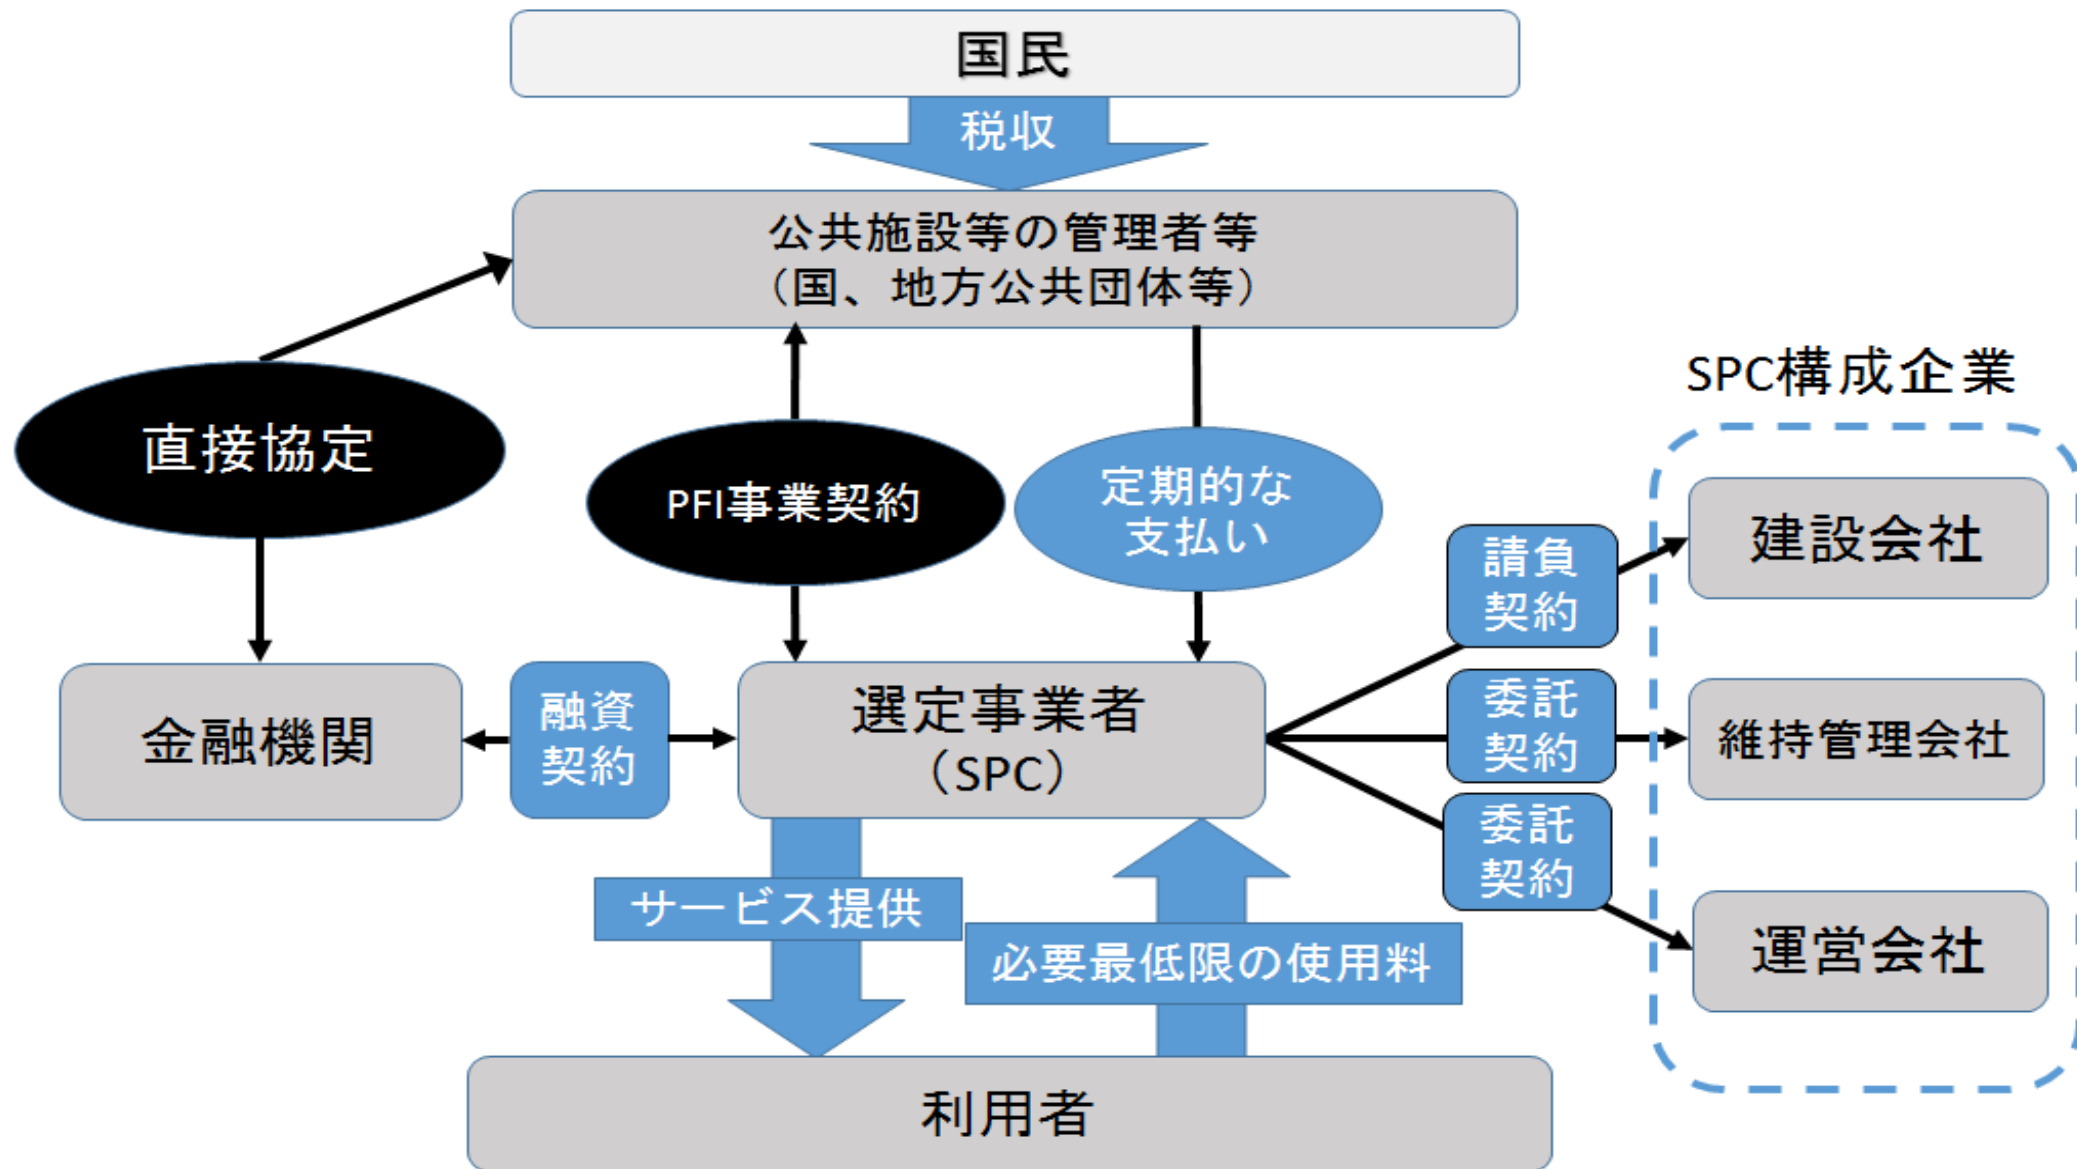 国民
税収
公共施設等の管理者等
（国、地方公共団体等）
直接協定
PFI事業契約
定期的な
支払い
SPC構成企業
請負
契約
建設会社
金融機関
融資
契約
選定事業者
（SPC）
委託
契約
維持管理会社
委託
契約
運営会社
サービス提供
必要最低限の使用料
利用者